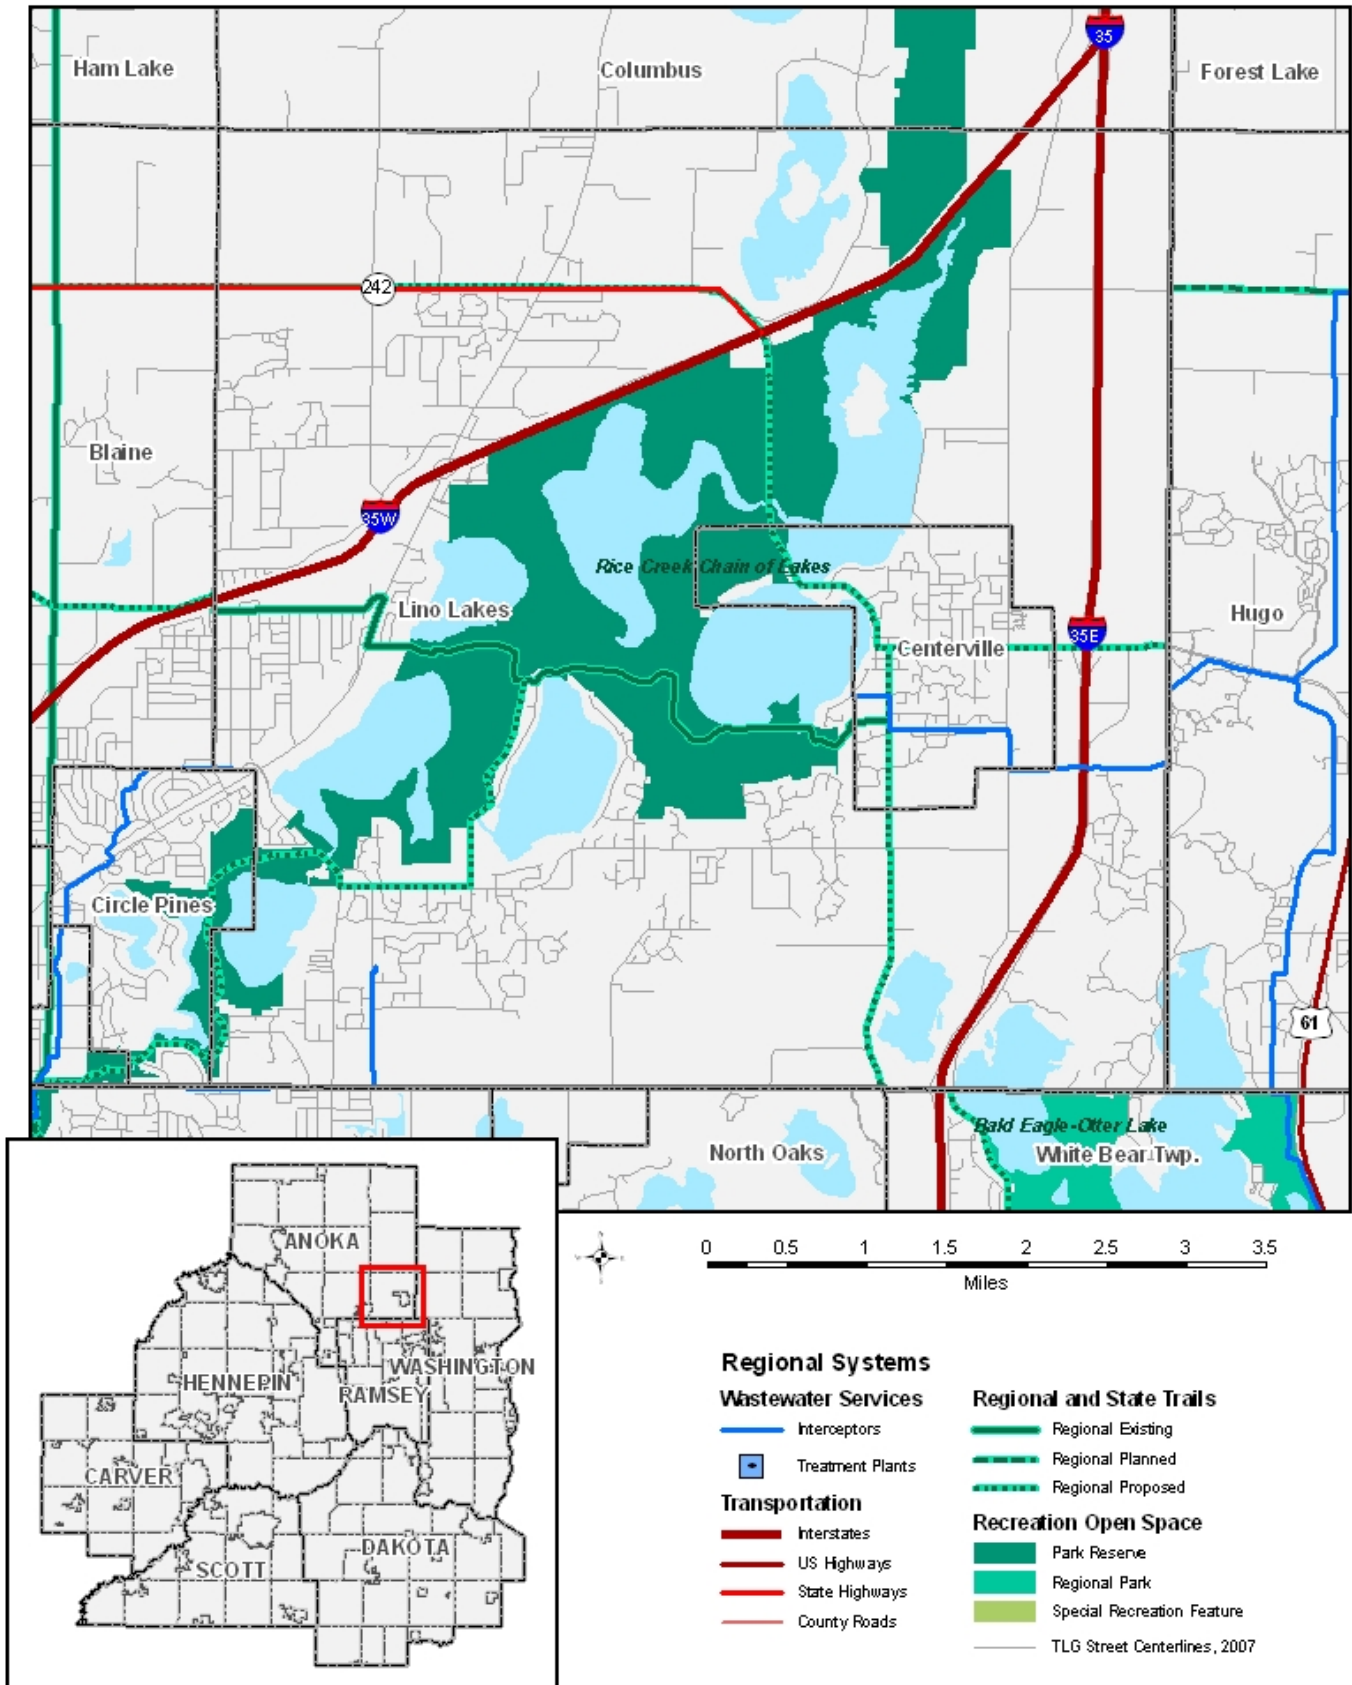 35
Ham Lake
Columbus
Forest Lake
242
Blaine
35W
Rice Creek Chain of Lakes
Lino Lakes
Hugo
35E
Centerville
Circle Pines
61
Bald Eagle-Otter Lake
North Oaks
White Bear Twp.
ANOKA
WASHINGTON
HENNEPIN
RAMSEY
CARVER
DAKOTA
SCOTT
0 0.5 1 1.5 2 2.5 3 3.5
Miles
Regional Systems
Wastewater Services
Interceptors
Treatment Plants
Transportation
Interstates
US Highways
State Highways
County Roads
Regional and State Trails
Regional Existing
Regional Planned
Regional Proposed
Recreation Open Space
Park Reserve
Regional Park
Special Recreation Feature
TLG Street Centerlines, 2007